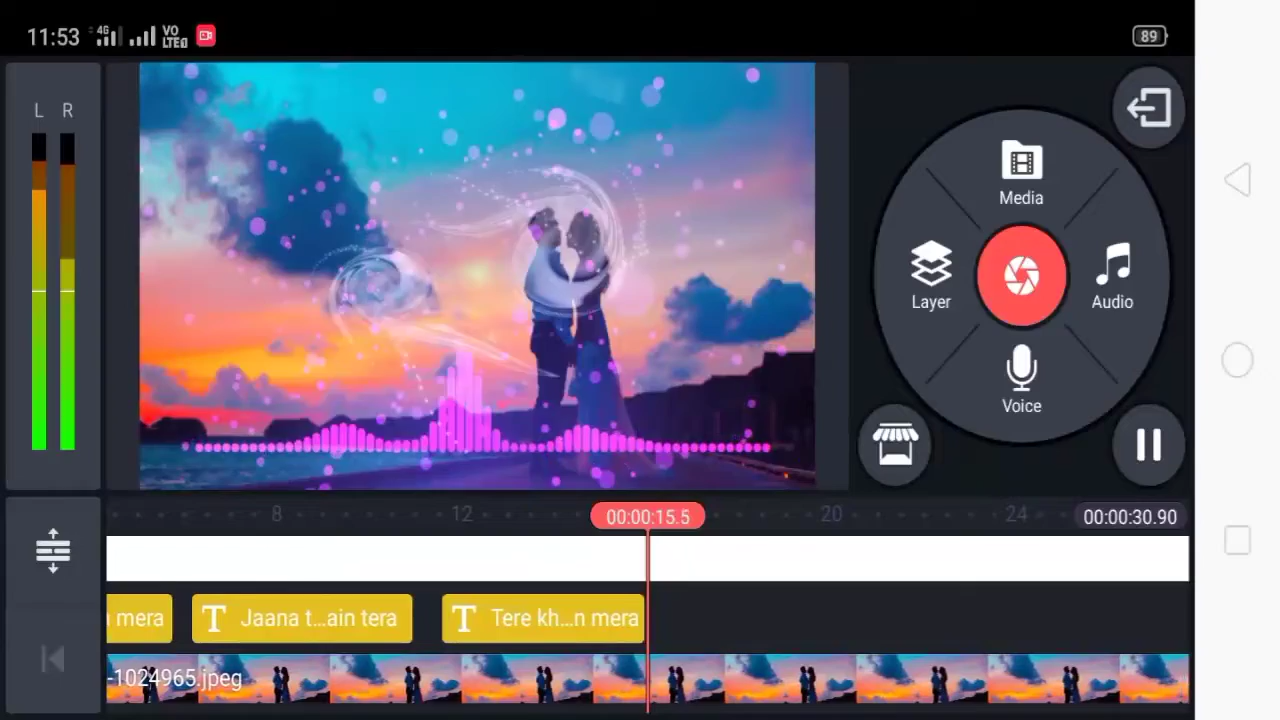 11:53 4G VO LTE1 89
L R
Media
Layer
Audio
Voice
8 12 00:00:15.5 20 24 00:00:30.90
mera
T Jaana t...ain tera
T Tere kh...n mera
-1024965.jpeg